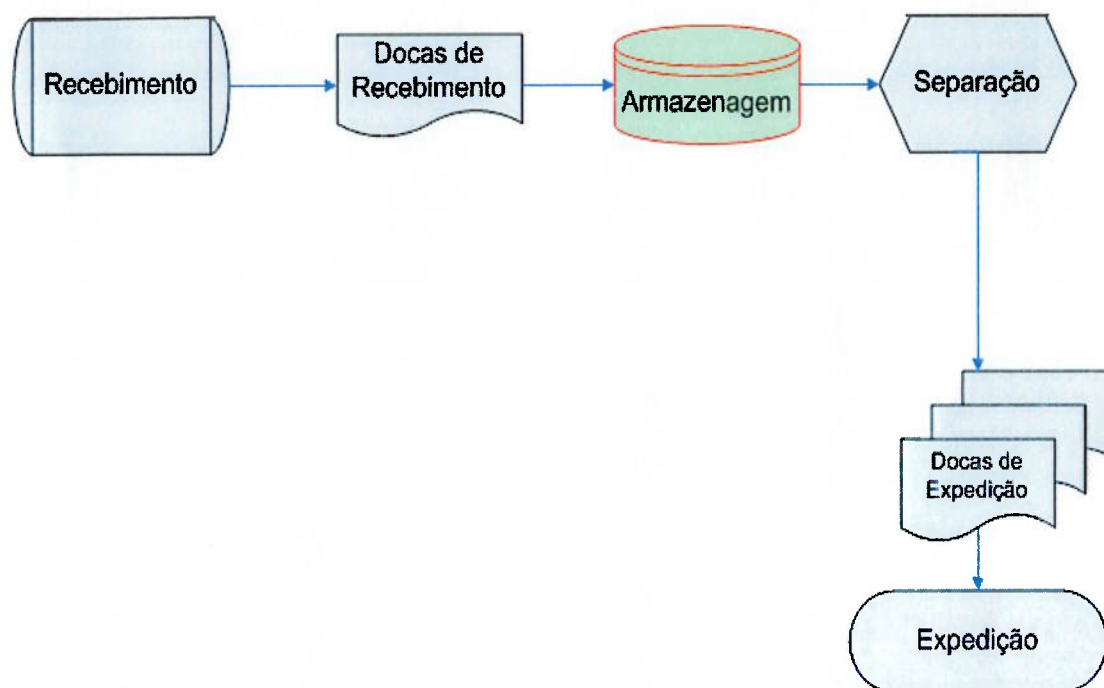 Recebimento
Docas de
Recebimento
Armazenagem
Separação
Docas de
Expedição
Expedição